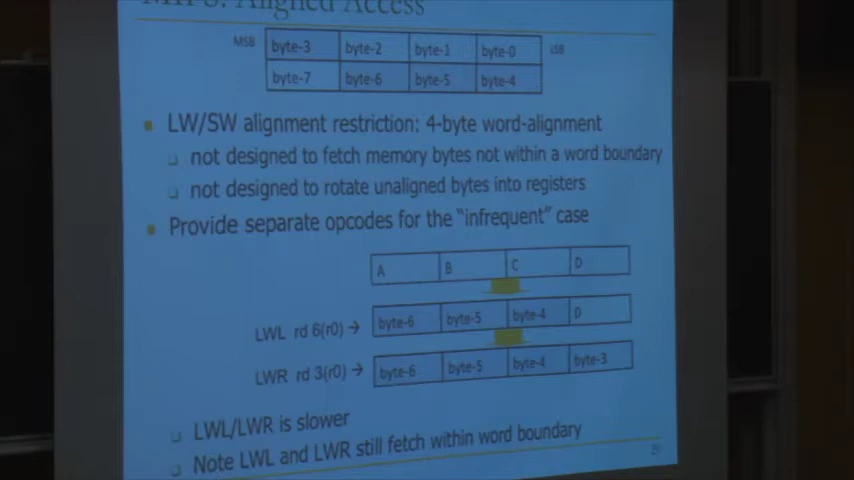 MIPS: Aligned Access
MSB byte-3 byte-2 byte-1 byte-0 LSB
byte-7 byte-6 byte-5 byte-4
LW/SW alignment restriction: 4-byte word-alignment
not designed to fetch memory bytes not within a word boundary
not designed to rotate unaligned bytes into registers
Provide separate opcodes for the "infrequent" case
A B C D
LWL rd 6(r0) → byte-6 byte-5 byte-4 D
LWR rd 3(r0) → byte-6 byte-5 byte-4 byte-3
LWL/LWR is slower
Note LWL and LWR still fetch within word boundary